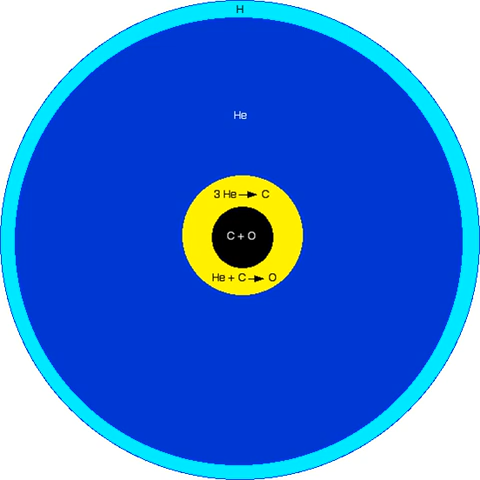 H
He
3 He → C
C + O
He + C → O